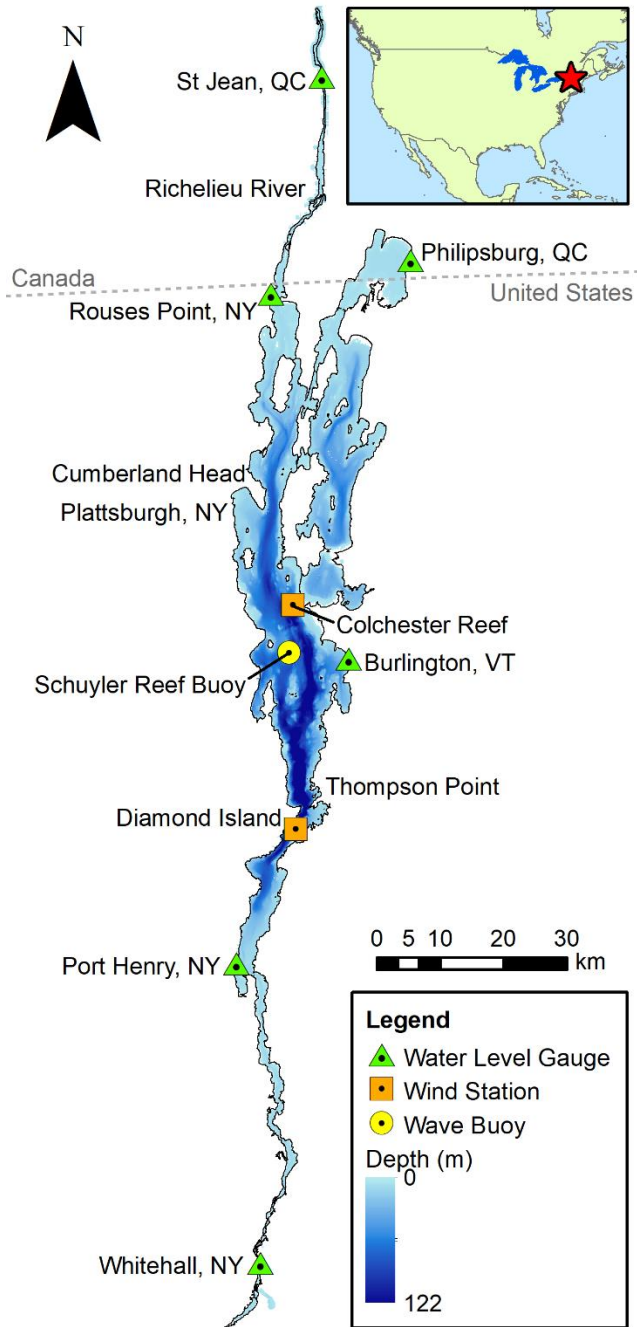 N
St Jean, QC
Richelieu River
Philipsburg, QC
Canada
United States
Rouses Point, NY
Cumberland Head
Plattsburgh, NY
Colchester Reef
Burlington, VT
Schuyler Reef Buoy
Thompson Point
Diamond Island
0 5 10 20 30
km
Port Henry, NY
Legend
Water Level Gauge
Wind Station
Wave Buoy
Depth (m)
0
122
Whitehall, NY